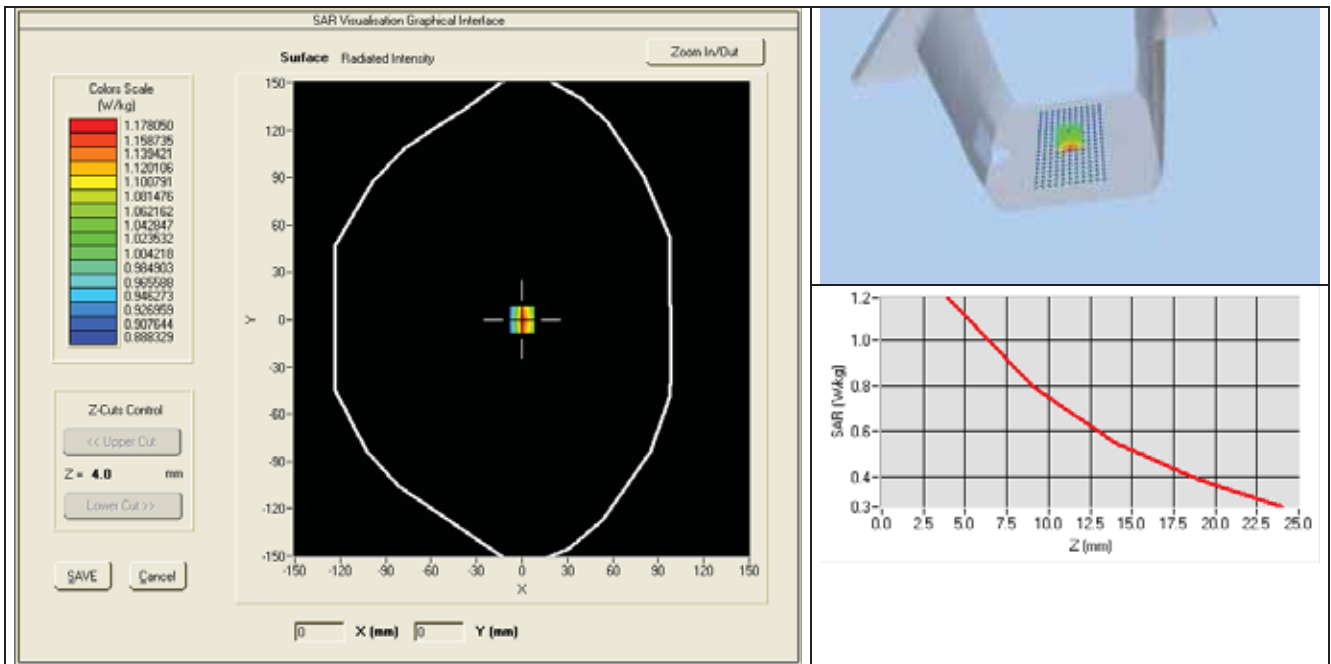 SAR Visualisation Graphical Interface
Surface Radiated Intensity
Zoom In/Out
Colors Scale
(W/kg)
1.178050
1.158735
1.139421
1.120106
1.100791
1.081476
1.062162
1.042847
1.023532
1.004218
0.984903
0.965588
0.946273
0.926959
0.907644
0.888329
Z-Cuts Control
<< Upper Cut
Z = 4.0 mm
Lower Cut >>
SAVE Cancel
150
120
90
60
30
0
-30
-60
-90
-120
-150
Y
-150 -120 -90 -60 -30 0 30 60 90 120 150
X
0 X (mm) 0 Y (mm)
1.2
1.0
0.8
0.6
0.4
0.3
SAR (W/kg)
0.0 2.5 5.0 7.5 10.0 12.5 15.0 17.5 20.0 22.5 25.0
Z (mm)